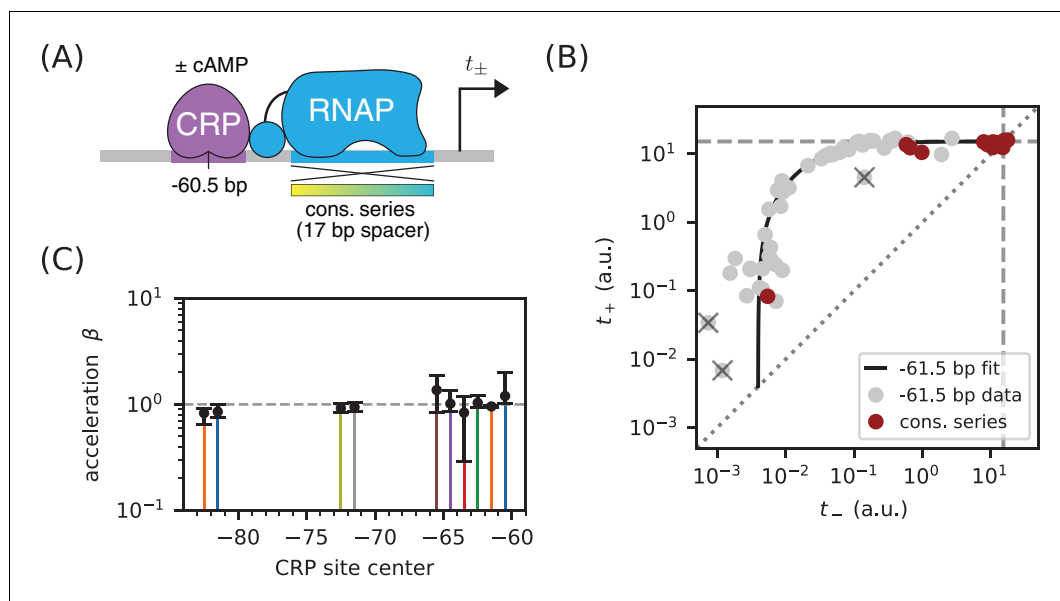 (A)
± cAMP
CRP
RNAP
t±
-60.5 bp
cons. series
(17 bp spacer)
(B)
10¹
10⁰
10⁻¹
10⁻²
10⁻³
t₊ (a.u.)
-61.5 bp fit
-61.5 bp data
cons. series
10⁻³ 10⁻² 10⁻¹ 10⁰ 10¹
t₋ (a.u.)
(C)
10¹
10⁰
10⁻¹
acceleration β
−80 −75 −70 −65 −60
CRP site center